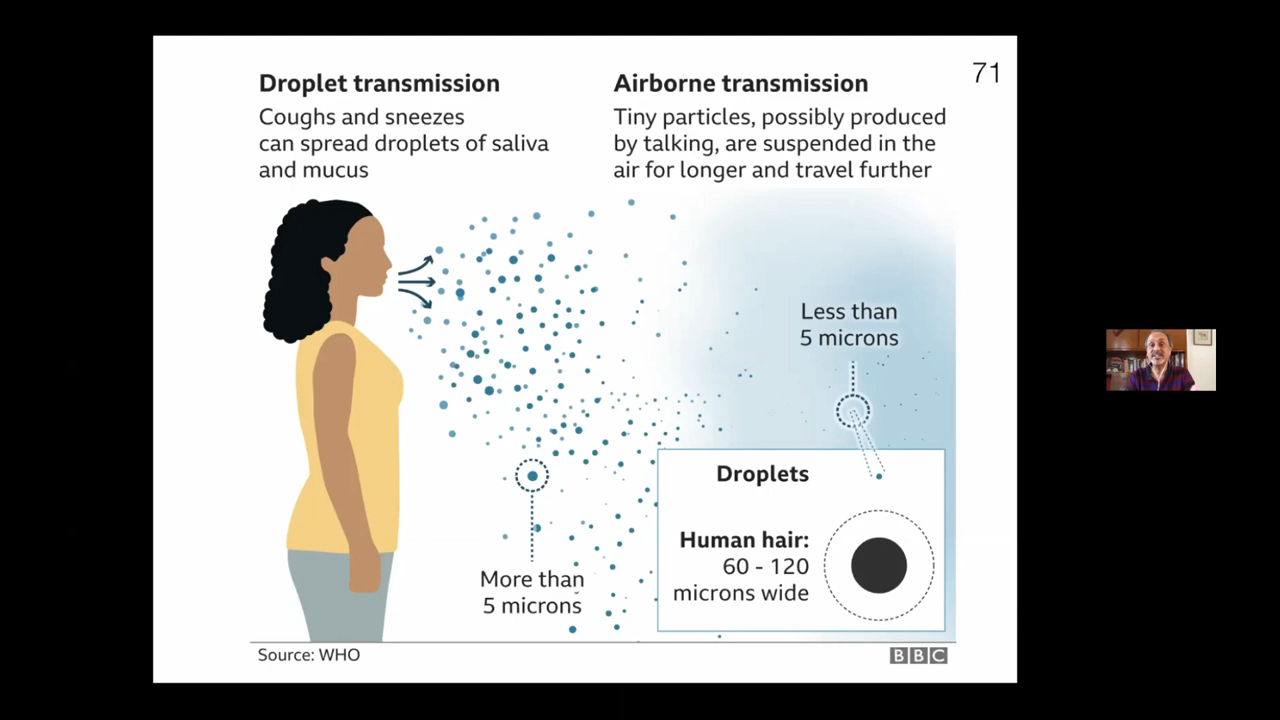 71
Droplet transmission
Coughs and sneezes
can spread droplets of saliva
and mucus
Airborne transmission
Tiny particles, possibly produced
by talking, are suspended in the
air for longer and travel further
Less than
5 microns
More than
5 microns
Droplets
Human hair:
60 - 120
microns wide
Source: WHO
BBC